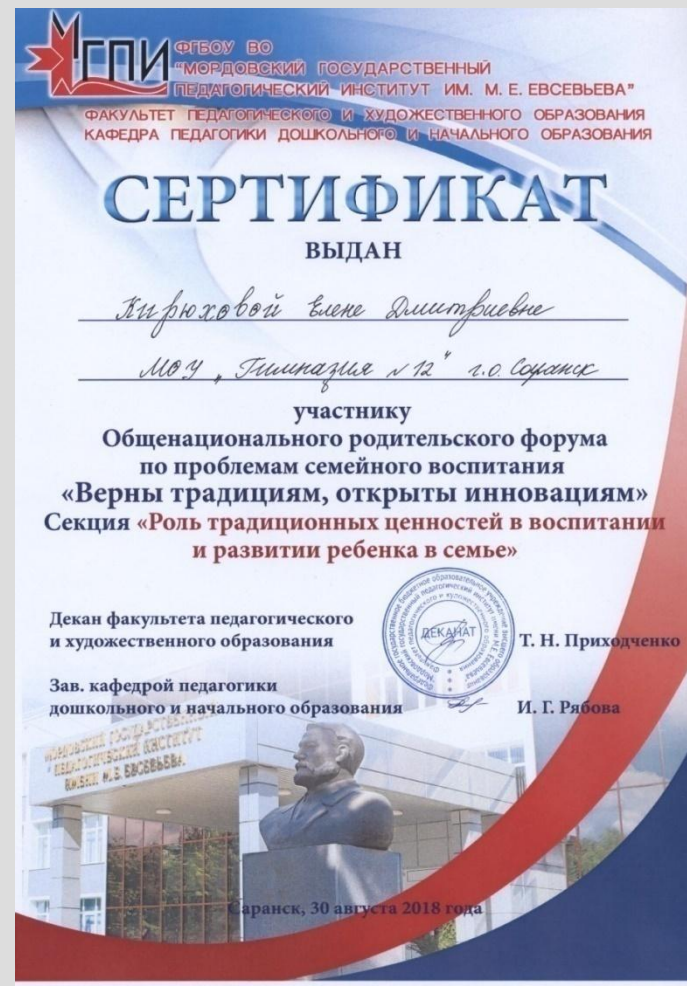 МГПИ
ФГБОУ ВО
"МОРДОВСКИЙ ГОСУДАРСТВЕННЫЙ
ПЕДАГОГИЧЕСКИЙ ИНСТИТУТ ИМ. М. Е. ЕВСЕВЬЕВА"
ФАКУЛЬТЕТ ПЕДАГОГИЧЕСКОГО И ХУДОЖЕСТВЕННОГО ОБРАЗОВАНИЯ
КАФЕДРА ПЕДАГОГИКИ ДОШКОЛЬНОГО И НАЧАЛЬНОГО ОБРАЗОВАНИЯ
СЕРТИФИКАТ
ВЫДАН
Кирюховой Елене Дмитриевне
МОУ „Гимназия №12" г.о. Саранск
участнику
Общенационального родительского форума
по проблемам семейного воспитания
«Верны традициям, открыты инновациям»
Секция «Роль традиционных ценностей в воспитании
и развитии ребенка в семье»
Декан факультета педагогического
и художественного образования Т. Н. Приходченко
ДЕКАНАТ
Зав. кафедрой педагогики
дошкольного и начального образования И. Г. Рябова
МОРДОВСКИЙ ГОСУДАРСТВЕННЫЙ
ПЕДАГОГИЧЕСКИЙ ИНСТИТУТ
ИМЕНИ М.Е. ЕВСЕВЬЕВА
Саранск, 30 августа 2018 года